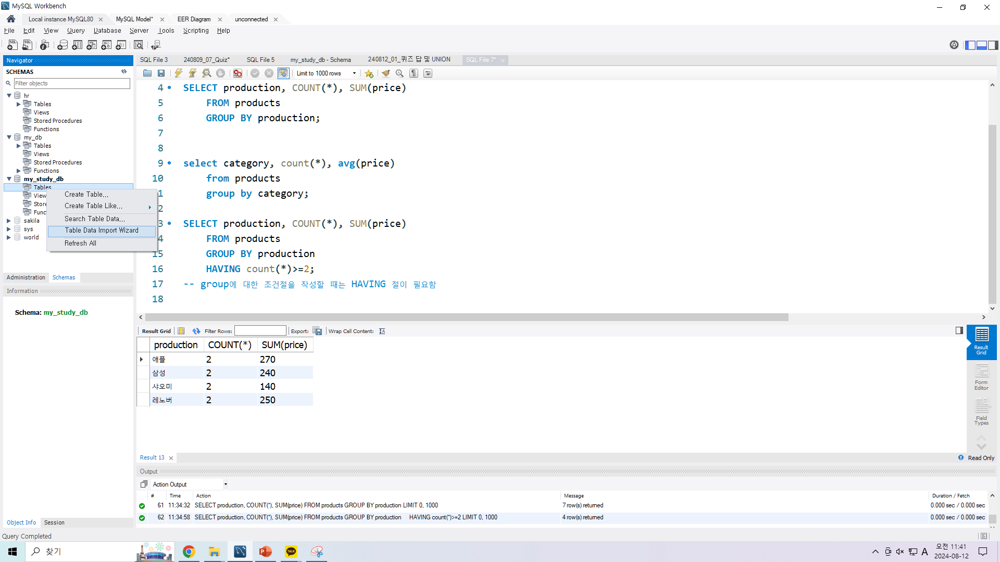 MySQL Workbench
Local instance MySQL80
MySQL Model*
EER Diagram
unconnected
File Edit View Query Database Server Tools Scripting Help
Navigator
SCHEMAS
Filter objects
hr
Tables
Views
Stored Procedures
Functions
my_db
Tables
Views
Stored Procedures
Functions
my_study_db
Tables
sakila
sys
world
Create Table...
Create Table Like...
Search Table Data...
Table Data Import Wizard
Refresh All
Administration Schemas
Information
Schema: my_study_db
Object Info Session
SQL File 3
240809_07_Quiz*
SQL File 5
my_study_db - Schema
240812_01_퀴즈 답 및 UNION
SQL File 7*
Limit to 1000 rows
4 SELECT production, COUNT(*), SUM(price)
5 FROM products
6 GROUP BY production;
7
8
9 select category, count(*), avg(price)
10 from products
1 group by category;
2
3 SELECT production, COUNT(*), SUM(price)
4 FROM products
15 GROUP BY production
16 HAVING count(*)>=2;
17 -- group에 대한 조건절을 작성할 때는 HAVING 절이 필요함
18
Result Grid Filter Rows: Export: Wrap Cell Content:
production COUNT(*) SUM(price)
애플 2 270
삼성 2 240
샤오미 2 140
레노버 2 250
Result Grid
Form Editor
Field Types
Result 13
Read Only
Output
Action Output
# Time Action Message Duration / Fetch
61 11:34:32 SELECT production, COUNT(*), SUM(price) FROM products GROUP BY production LIMIT 0, 1000 7 row(s) returned 0.000 sec / 0.000 sec
62 11:34:58 SELECT production, COUNT(*), SUM(price) FROM products GROUP BY production HAVING count(*)>=2 LIMIT 0, 1000 4 row(s) returned 0.000 sec / 0.000 sec
Query Completed
찾기
TALK
A
오전 11:41
2024-08-12